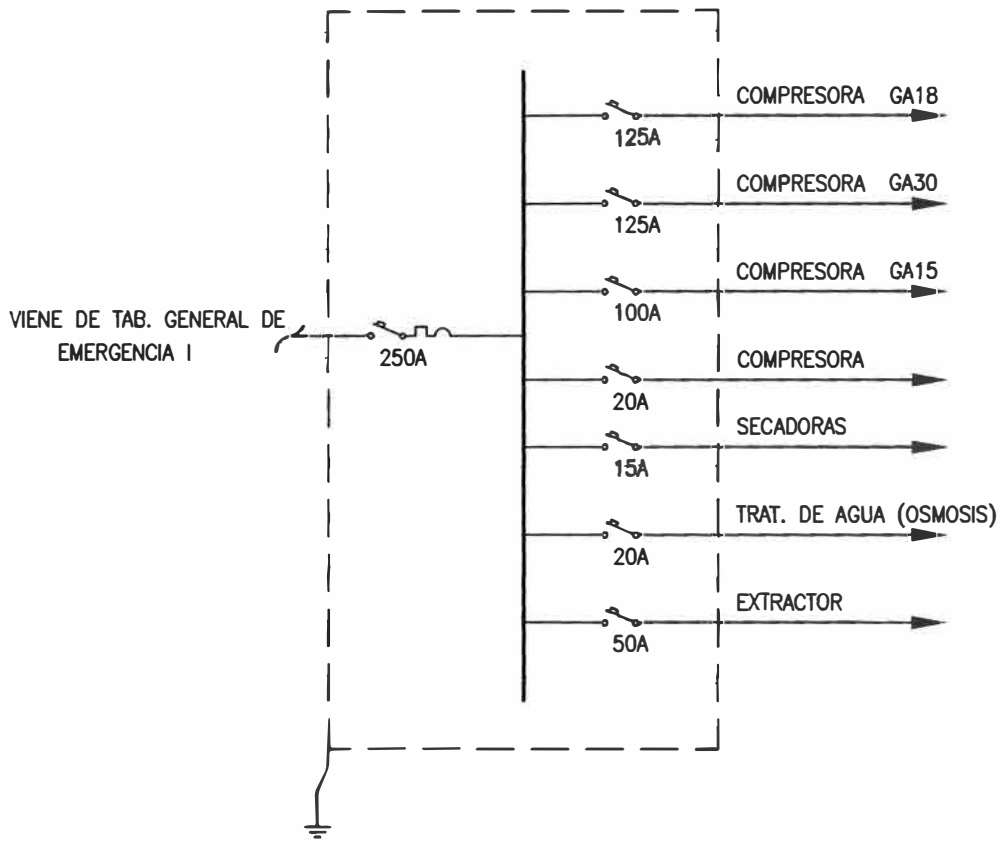 COMPRESORA GA18
125A
COMPRESORA GA30
125A
COMPRESORA GA15
100A
VIENE DE TAB. GENERAL DE
EMERGENCIA I
250A
COMPRESORA
20A
SECADORAS
15A
TRAT. DE AGUA (OSMOSIS)
20A
EXTRACTOR
50A